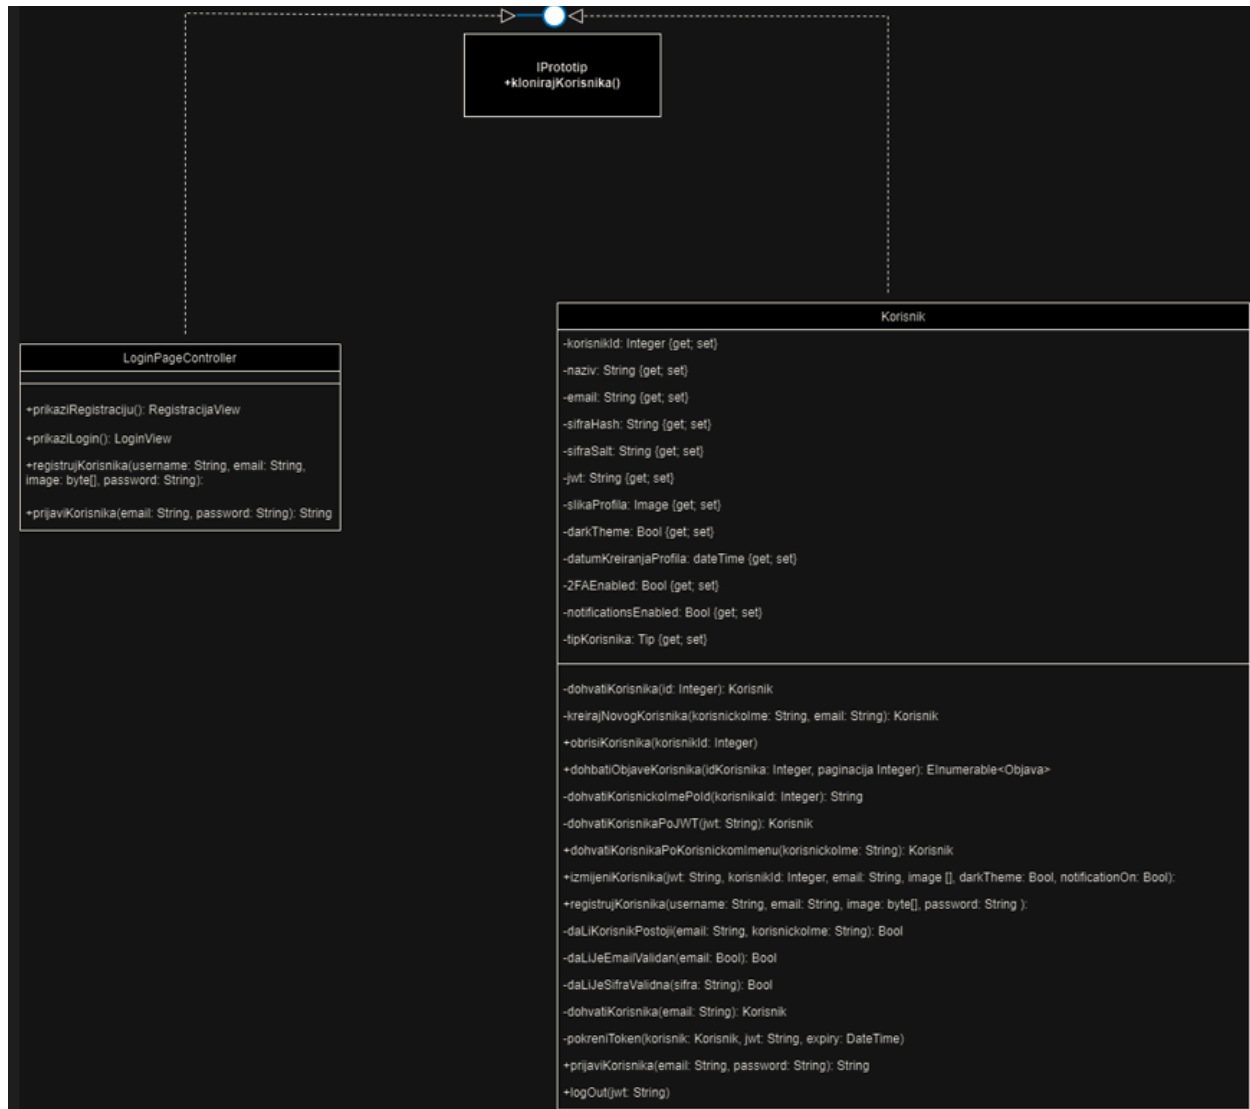 IPrototip
+klonirajKorisnika()
LoginPageController
+prikaziRegistraciju(): RegistracijaView
+prikaziLogin(): LoginView
+registrujKorisnika(username: String, email: String,
image: byte[], password: String):
+prijaviKorisnika(email: String, password: String): String
Korisnik
-korisnikId: Integer {get; set}
-naziv: String {get; set}
-email: String {get; set}
-sifraHash: String {get; set}
-sifraSalt: String {get; set}
-jwt: String {get; set}
-slikaProfila: Image {get; set}
-darkTheme: Bool {get; set}
-datumKreiranjaProfila: dateTime {get; set}
-2FAEnabled: Bool {get; set}
-notificationsEnabled: Bool {get; set}
-tipKorisnika: Tip {get; set}
-dohvatiKorisnika(id: Integer): Korisnik
-kreirajNovogKorisnika(korisnickoIme: String, email: String): Korisnik
+obrisiKorisnika(korisnikId: Integer)
+dohbatiObjaveKorisnika(idKorisnika: Integer, paginacija Integer): EInumerable<Objava>
-dohvatiKorisnickoImePoId(korisnikaId: Integer): String
-dohvatiKorisnikaPoJWT(jwt: String): Korisnik
+dohvatiKorisnikaPoKorisnickomImenu(korisnickoIme: String): Korisnik
+izmijeniKorisnika(jwt: String, korisnikId: Integer, email: String, image [], darkTheme: Bool, notificationOn: Bool):
+registrujKorisnika(username: String, email: String, image: byte[], password: String ):
-daLiKorisnikPostoji(email: String, korisnickoIme: String): Bool
-daLiJeEmailValidan(email: Bool): Bool
-daLiJeSifraValidna(sifra: String): Bool
-dohvatiKorisnika(email: String): Korisnik
-pokreniToken(korisnik: Korisnik, jwt: String, expiry: DateTime)
+prijaviKorisnika(email: String, password: String): String
+logOut(jwt: String)